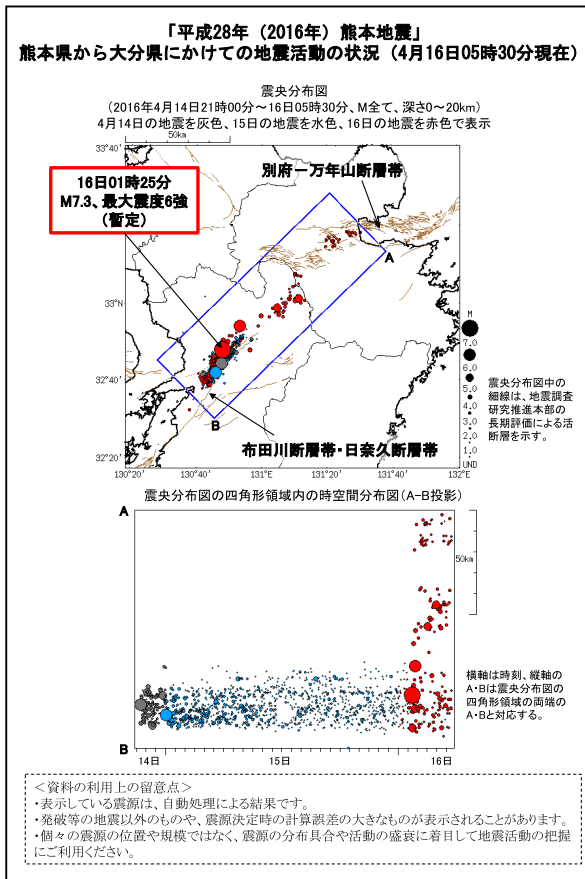 「平成28年（2016年）熊本地震」
熊本県から大分県にかけての地震活動の状況（4月16日05時30分現在）
震央分布図
（2016年4月14日21時00分～16日05時30分、M全て、深さ0～20km）
4月14日の地震を灰色、15日の地震を水色、16日の地震を赤色で表示
50km
33°40′
16日01時25分
M7.3、最大震度6強
（暫定）
別府－万年山断層帯
A
33°N
32°40′
B
布田川断層帯・日奈久断層帯
32°20′
130°20′
130°40′
131°E
131°20′
131°40′
132°E
M
7.0
6.0
5.0
4.0
3.0
2.0
1.0
UND
震央分布図中の
細線は、地震調査
研究推進本部の
長期評価による活
断層を示す。
震央分布図の四角形領域内の時空間分布図（A－B投影）
A
50km
B
14日
15日
16日
横軸は時刻、縦軸の
A・Bは震央分布図の
四角形領域の両端の
A・Bと対応する。
＜資料の利用上の留意点＞
・表示している震源は、自動処理による結果です。
・発破等の地震以外のものや、震源決定時の計算誤差の大きなものが表示されることがあります。
・個々の震源の位置や規模ではなく、震源の分布具合や活動の盛衰に着目して地震活動の把握
にご利用ください。